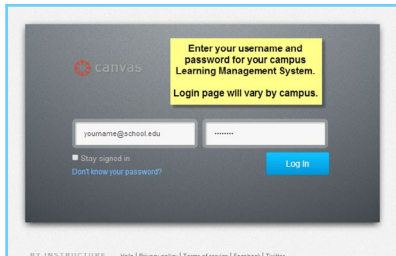 canvas
Enter your username and
password for your campus
Learning Management System.
Login page will vary by campus.
yourname@school.edu
Stay signed in
Don't know your password?
Log In
BY INSTRUCTURE
Help | Privacy policy | Terms of service | Facebook | Twitter